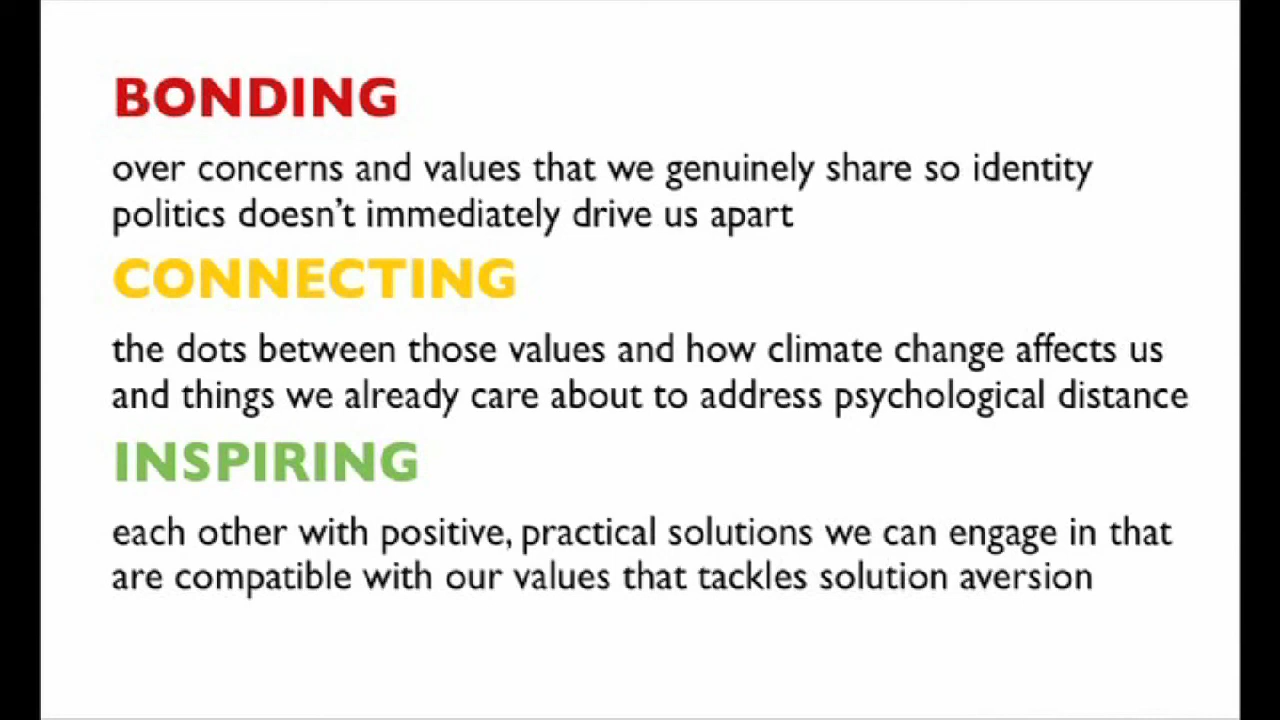 BONDING
over concerns and values that we genuinely share so identity
politics doesn't immediately drive us apart
CONNECTING
the dots between those values and how climate change affects us
and things we already care about to address psychological distance
INSPIRING
each other with positive, practical solutions we can engage in that
are compatible with our values that tackles solution aversion